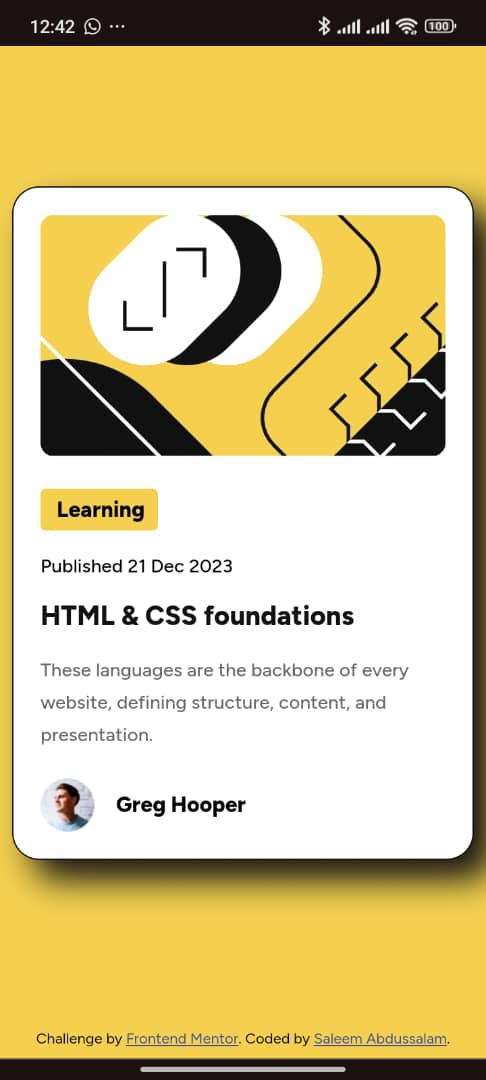 12:42 ...
100
Learning
Published 21 Dec 2023
HTML & CSS foundations
These languages are the backbone of every
website, defining structure, content, and
presentation.
Greg Hooper
Challenge by Frontend Mentor. Coded by Saleem Abdussalam.